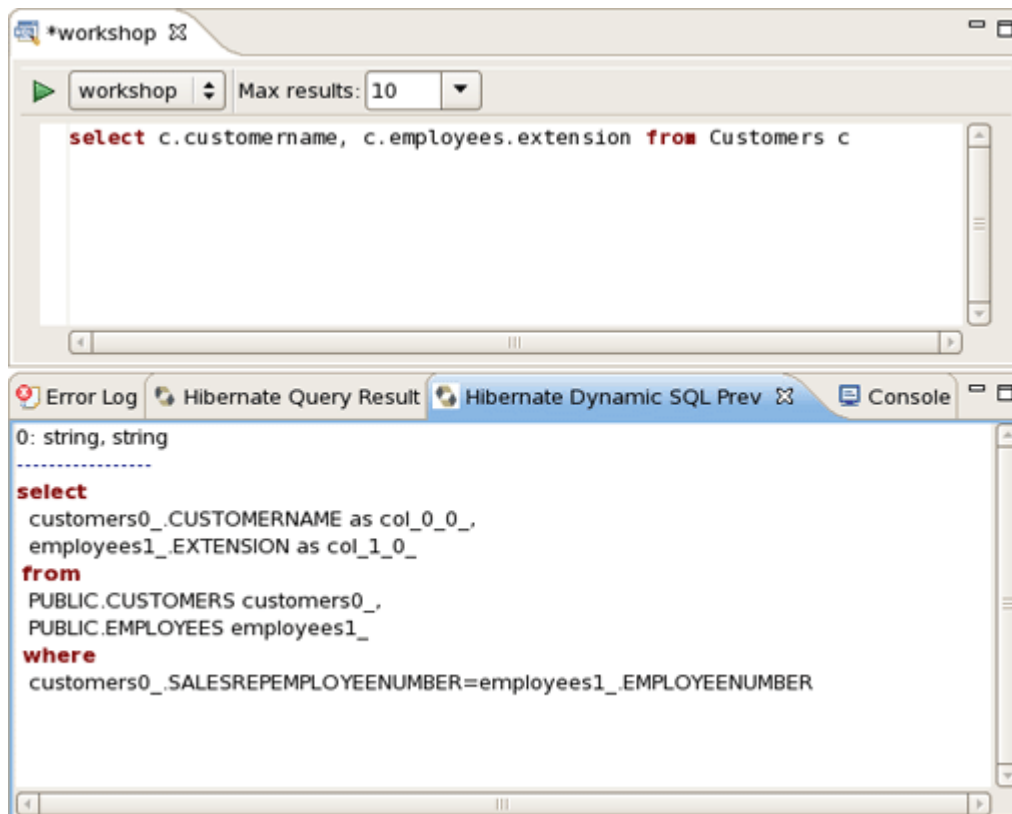 *workshop
workshop Max results: 10
select c.customername, c.employees.extension from Customers c
Error Log Hibernate Query Result Hibernate Dynamic SQL Prev Console
0: string, string
-----------------
select
customers0_.CUSTOMERNAME as col_0_0_,
employees1_.EXTENSION as col_1_0_
from
PUBLIC.CUSTOMERS customers0_,
PUBLIC.EMPLOYEES employees1_
where
customers0_.SALESREPEMPLOYEENUMBER=employees1_.EMPLOYEENUMBER